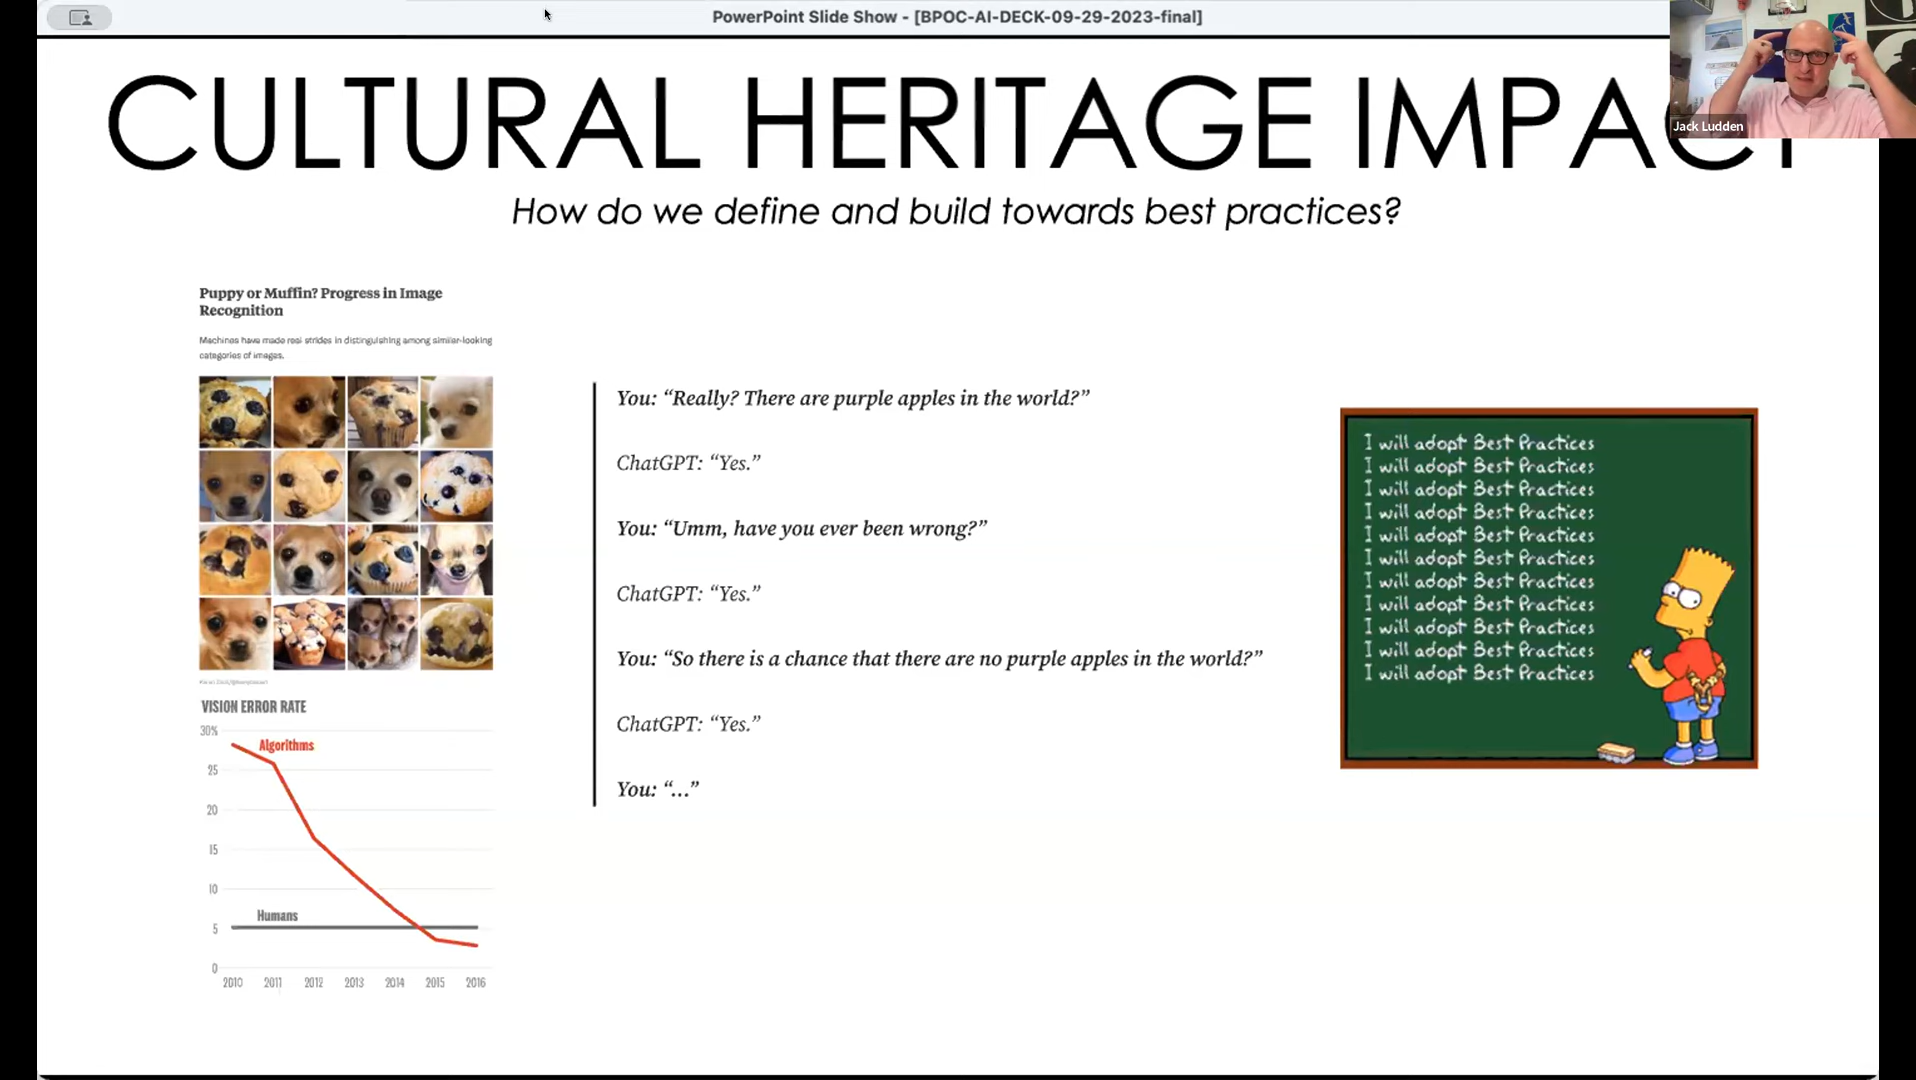 PowerPoint Slide Show - [BPOC-AI-DECK-09-29-2023-final]
Jack Ludden
CULTURAL HERITAGE IMPACT
How do we define and build towards best practices?
Puppy or Muffin? Progress in Image
Recognition
Machines have made real strides in distinguishing among similar-looking
categories of images.
VISION ERROR RATE
30%
Algorithms
25
20
15
10
Humans
5
0
2010 2011 2012 2013 2014 2015 2016
You: “Really? There are purple apples in the world?”
ChatGPT: “Yes.”
You: “Umm, have you ever been wrong?”
ChatGPT: “Yes.”
You: “So there is a chance that there are no purple apples in the world?”
ChatGPT: “Yes.”
You: “...”
I will adopt Best Practices
I will adopt Best Practices
I will adopt Best Practices
I will adopt Best Practices
I will adopt Best Practices
I will adopt Best Practices
I will adopt Best Practices
I will adopt Best Practices
I will adopt Best Practices
I will adopt Best Practices
I will adopt Best Practices